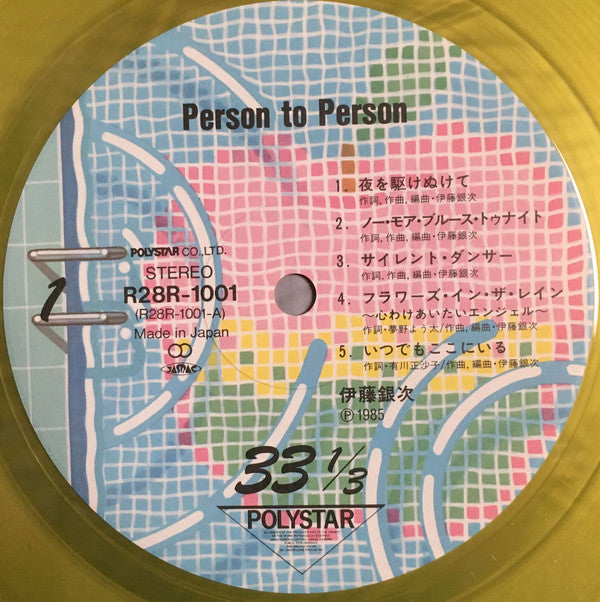 Person to Person
1. 夜を駆けぬけて
作詞, 作曲, 編曲・伊藤銀次
2. ノー・モア・ブルース・トゥナイト
作詞, 作曲, 編曲・伊藤銀次
3. サイレント・ダンサー
作詞, 作曲, 編曲・伊藤銀次
4. フラワーズ・イン・ザ・レイン
〜心わけあいたいエンジェル〜
作詞・夢野よう太/作曲, 編曲・伊藤銀次
5. いつでもここにいる
作詞・有川正沙子/作曲, 編曲・伊藤銀次
伊藤銀次
Ⓟ1985
1
POLYSTAR CO., LTD.
STEREO
R28R-1001
(R28R-1001-A)
Made in Japan
JASRAC
33 1/3
POLYSTAR